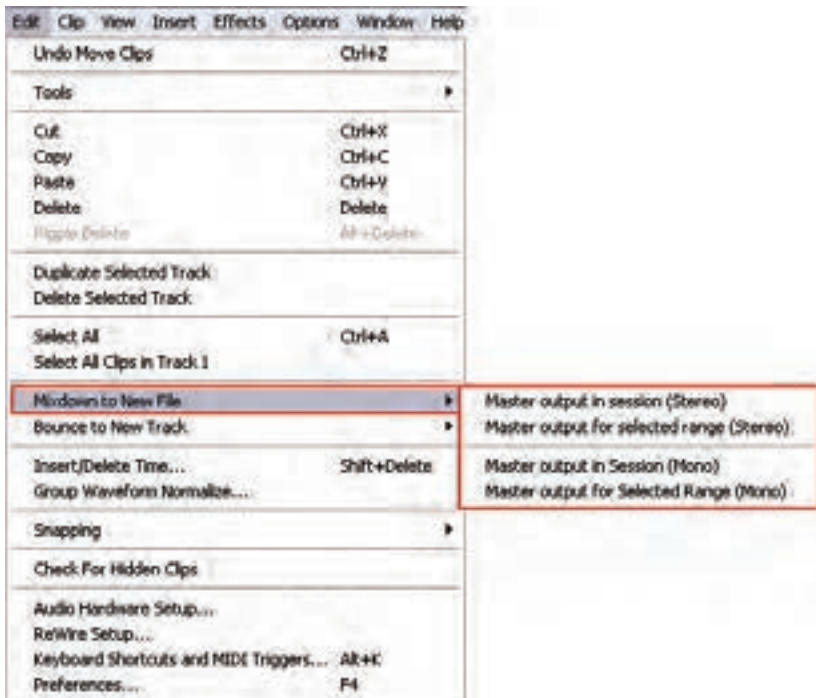 Edit Clip View Insert Effects Options Window Help
Undo Move Clips Ctrl+Z
Tools
Cut Ctrl+X
Copy Ctrl+C
Paste Ctrl+V
Delete Delete
Ripple Delete Alt+Delete
Duplicate Selected Track
Delete Selected Track
Select All Ctrl+A
Select All Clips in Track 1
Mixdown to New File
Master output in session (Stereo)
Bounce to New Track
Master output for selected range (Stereo)
Insert/Delete Time... Shift+Delete
Master output in Session (Mono)
Group Waveform Normalize...
Master output for Selected Range (Mono)
Snapping
Check For Hidden Clips
Audio Hardware Setup...
ReWire Setup...
Keyboard Shortcuts and MIDI Triggers... Alt+K
Preferences... F4